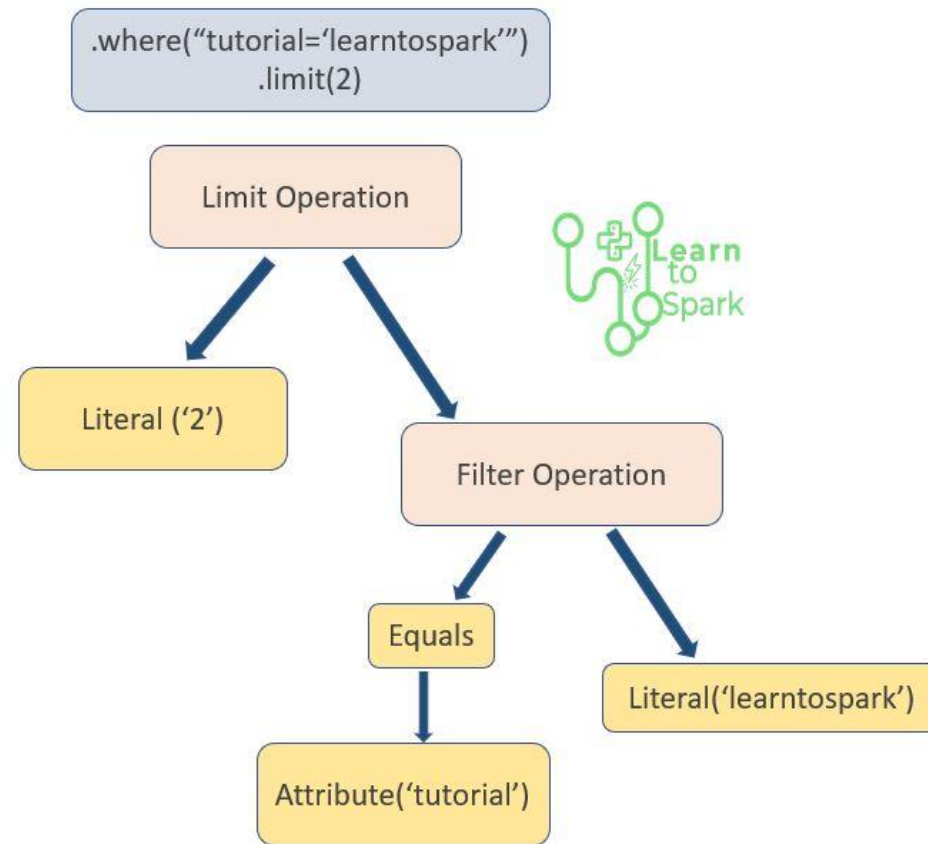 .where(“tutorial=‘learntospark’”)
.limit(2)
Limit Operation
Learn
to
Spark
Literal (‘2’)
Filter Operation
Equals
Literal(‘learntospark’)
Attribute(‘tutorial’)